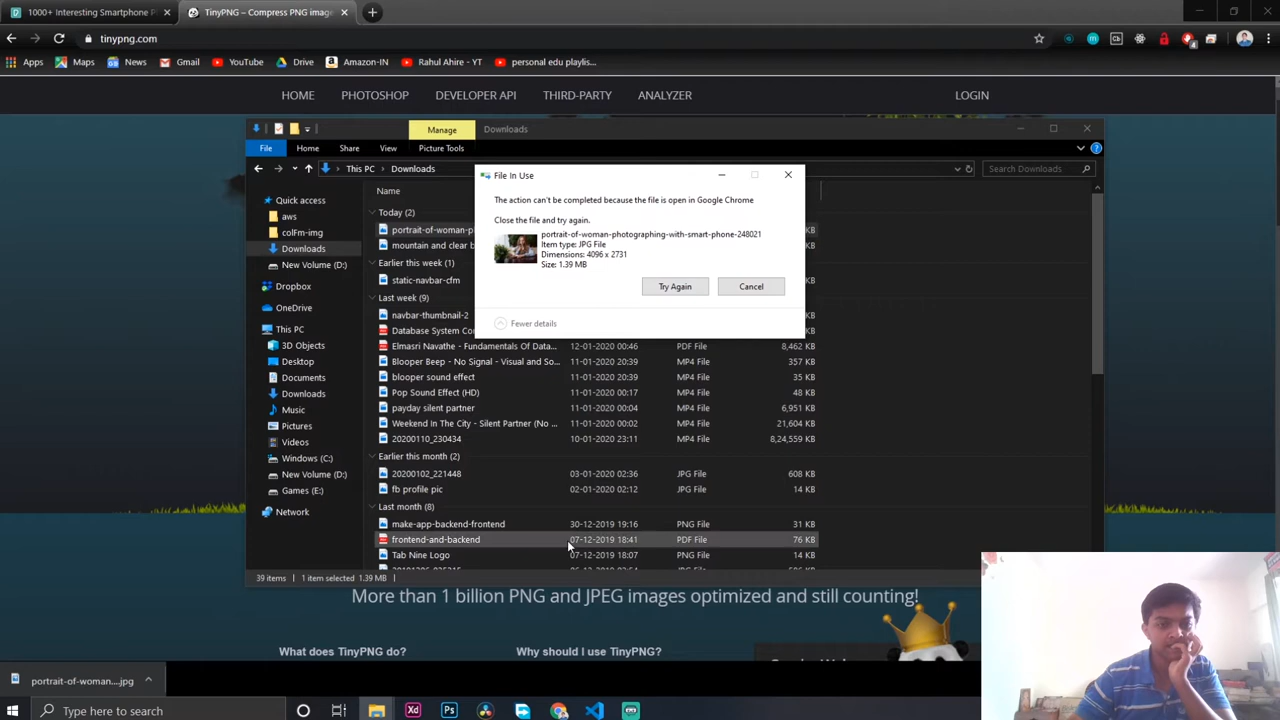 1000+ Interesting Smartphone P
TinyPNG – Compress PNG image
tinypng.com
Apps
Maps
News
Gmail
YouTube
Drive
Amazon-IN
Rahul Ahire - YT
personal edu playlis...
HOME
PHOTOSHOP
DEVELOPER API
THIRD-PARTY
ANALYZER
LOGIN
Manage
Downloads
File
Home
Share
View
Picture Tools
This PC
Downloads
Search Downloads
File In Use
The action can't be completed because the file is open in Google Chrome
Close the file and try again.
portrait-of-woman-photographing-with-smart-phone-248021
Item type: JPG File
Dimensions: 4096 x 2731
Size: 1.39 MB
Try Again
Cancel
Fewer details
Quick access
aws
colFm-img
Downloads
New Volume (D:)
Dropbox
OneDrive
This PC
3D Objects
Desktop
Documents
Downloads
Music
Pictures
Videos
Windows (C:)
New Volume (D:)
Games (E:)
Network
Name
Today (2)
portrait-of-woman-p
KB
mountain and clear b
KB
Earlier this week (1)
static-navbar-cfm
KB
Last week (9)
navbar-thumbnail-2
KB
Database System Co
KB
Elmasri Navathe - Fundamentals Of Data...
12-01-2020 00:46
PDF File
8,462 KB
Blooper Beep - No Signal - Visual and So...
11-01-2020 20:39
MP4 File
357 KB
blooper sound effect
11-01-2020 20:39
MP4 File
35 KB
Pop Sound Effect (HD)
11-01-2020 00:17
MP4 File
48 KB
payday silent partner
11-01-2020 00:04
MP4 File
6,951 KB
Weekend In The City - Silent Partner (No ...
11-01-2020 00:02
MP4 File
21,604 KB
20200110_230434
10-01-2020 23:11
MP4 File
8,24,559 KB
Earlier this month (2)
20200102_221448
03-01-2020 02:36
JPG File
608 KB
fb profile pic
02-01-2020 02:12
JPG File
14 KB
Last month (8)
make-app-backend-frontend
30-12-2019 19:16
PNG File
31 KB
frontend-and-backend
07-12-2019 18:41
PDF File
76 KB
Tab Nine Logo
07-12-2019 18:07
PNG File
14 KB
39 items
1 item selected 1.39 MB
More than 1 billion PNG and JPEG images optimized and still counting!
What does TinyPNG do?
Why should I use TinyPNG?
portrait-of-woman....jpg
Type here to search